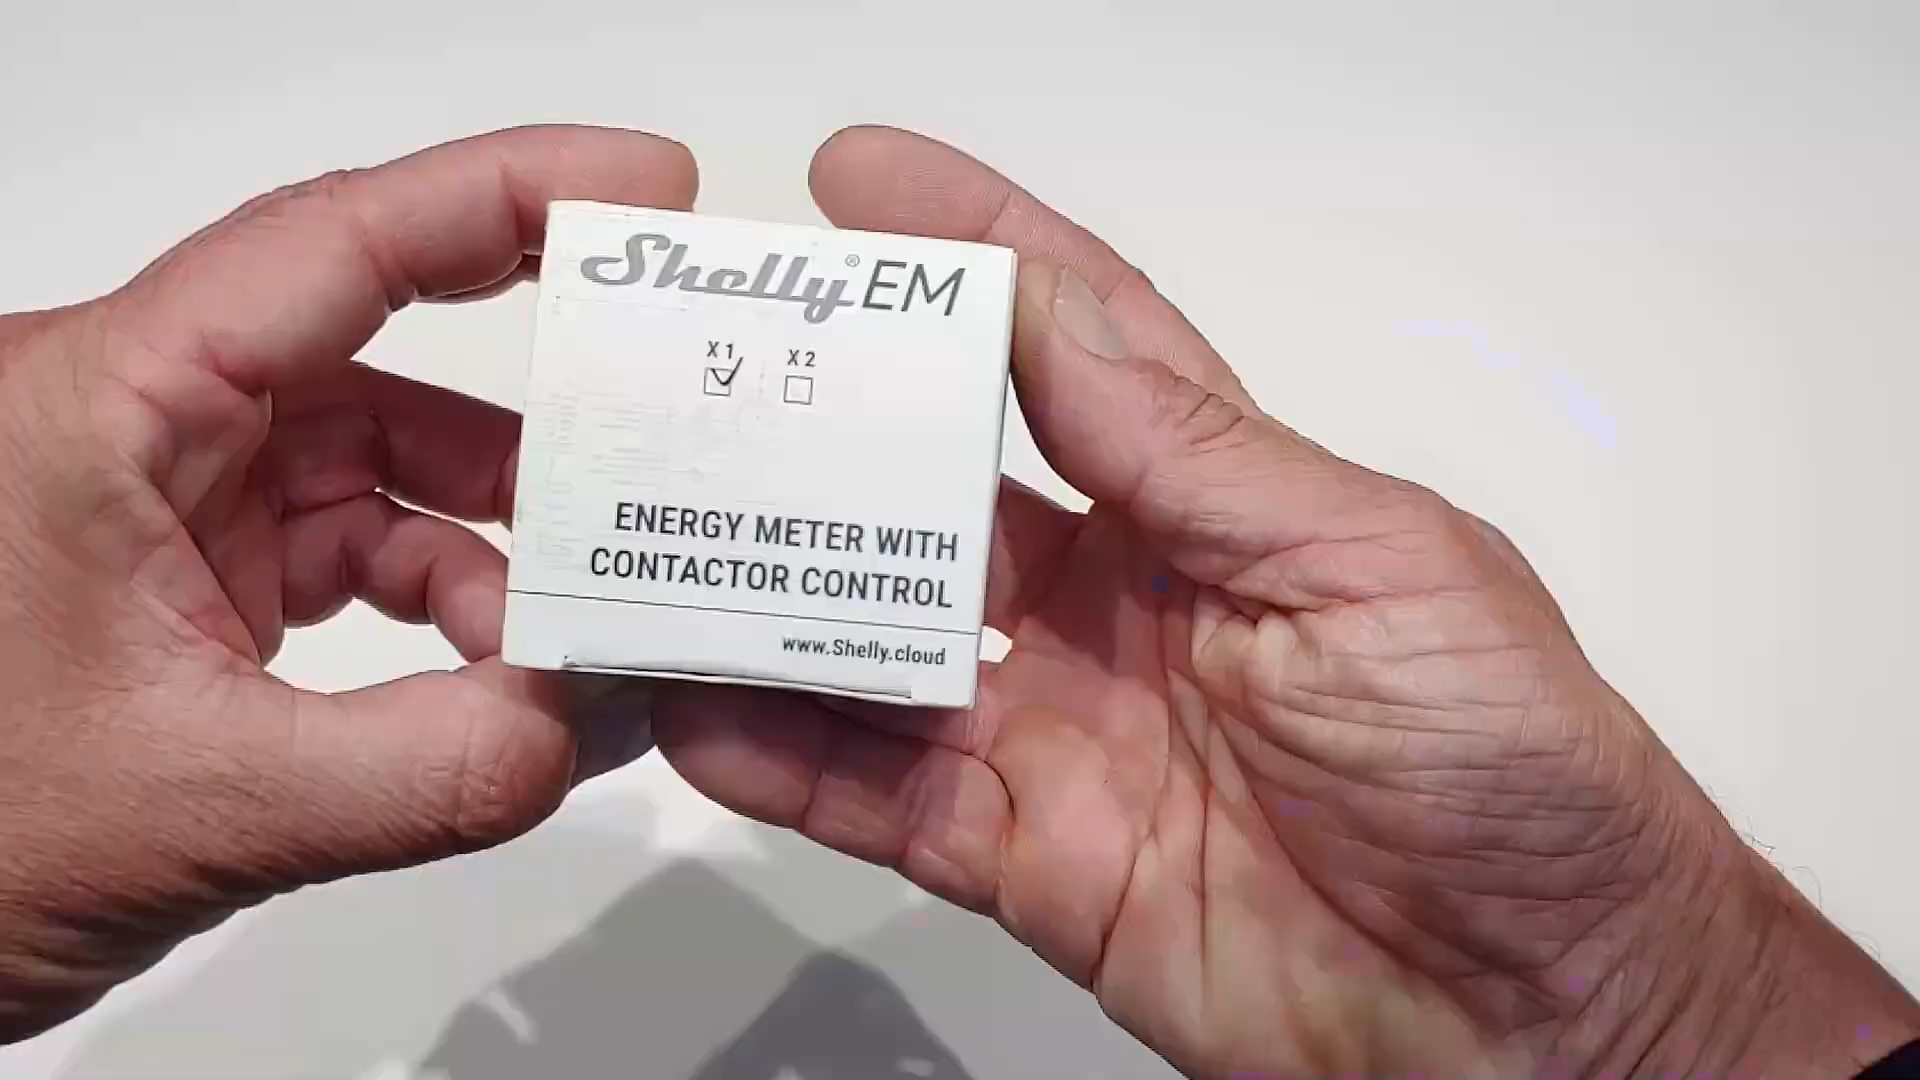 Shelly® EM
X1 X2
ENERGY METER WITH
CONTACTOR CONTROL
www.Shelly.cloud